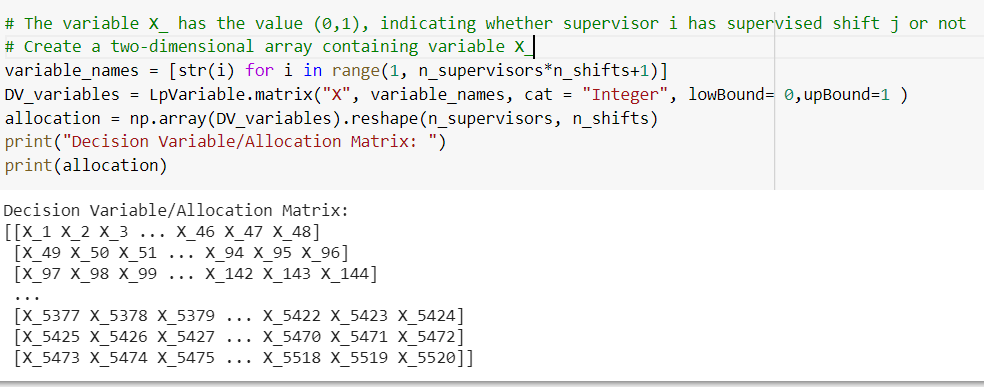 # The variable X_ has the value (0,1), indicating whether supervisor i has supervised shift j or not
# Create a two-dimensional array containing variable X_
variable_names = [str(i) for i in range(1, n_supervisors*n_shifts+1)]
DV_variables = LpVariable.matrix("X", variable_names, cat = "Integer", lowBound= 0,upBound=1 )
allocation = np.array(DV_variables).reshape(n_supervisors, n_shifts)
print("Decision Variable/Allocation Matrix: ")
print(allocation)
Decision Variable/Allocation Matrix:
[[X_1 X_2 X_3 ... X_46 X_47 X_48]
 [X_49 X_50 X_51 ... X_94 X_95 X_96]
 [X_97 X_98 X_99 ... X_142 X_143 X_144]
 ...
 [X_5377 X_5378 X_5379 ... X_5422 X_5423 X_5424]
 [X_5425 X_5426 X_5427 ... X_5470 X_5471 X_5472]
 [X_5473 X_5474 X_5475 ... X_5518 X_5519 X_5520]]